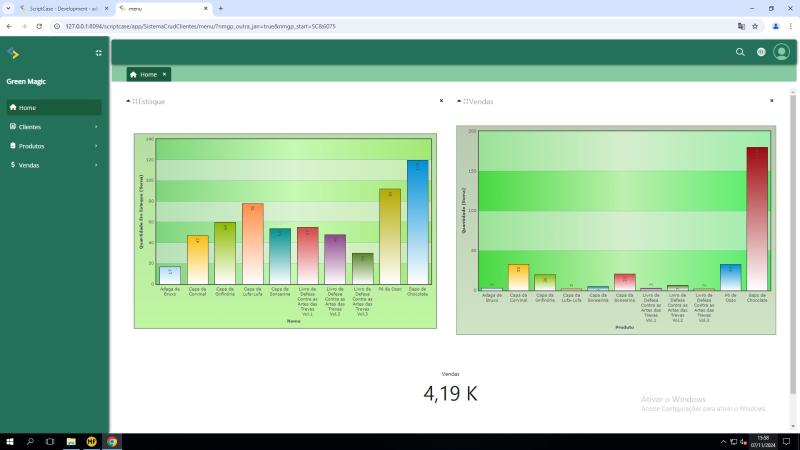 ScriptCase - Development - ad
menu
127.0.0.1:8094/scriptcase/app/SistemaCrudClientes/menu/?nmgp_outra_jan=true&nmgp_start=SC&6075
Green Magic
Home
Clientes
Produtos
Vendas
Home
Estoque
Vendas
140
120
100
80
60
40
20
0
Quantidade Em Estoque (Soma)
Adaga de Bruxo
Capa da Corvinal
Capa da Grifinória
Capa da Lufa-Lufa
Capa da Sonserina
Livro de Defesa Contra as Artes das Trevas Vol.1
Livro de Defesa Contra as Artes das Trevas Vol.2
Livro de Defesa Contra as Artes das Trevas Vol.3
Pó de Osso
Sapo de Chocolate
Nome
200
150
100
50
0
Quantidade (Soma)
Adaga de Bruxo
Capa da Corvinal
Capa da Grifinória
Capa da Lufa-Lufa
Capa da Sonserina
Capa da Sonserina
Livro de Defesa Contra as Artes das Trevas Vol.1
Livro de Defesa Contra as Artes das Trevas Vol.2
Livro de Defesa Contra as Artes das Trevas Vol.3
Pó de Osso
Sapo de Chocolate
Produto
Vendas
4,19 K
Ativar o Windows
Acesse Configurações para ativar o Windows.
15:58
07/11/2024